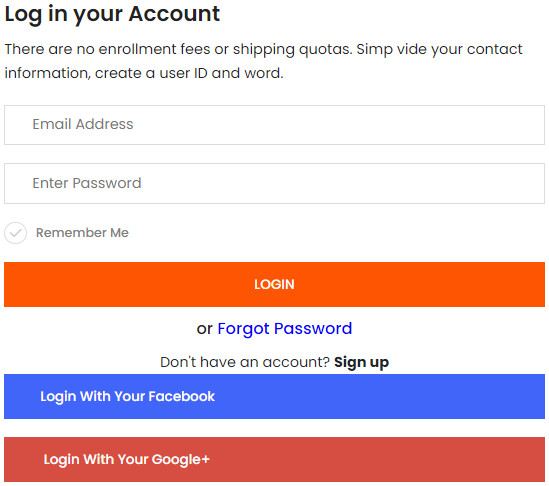 Log in your Account
There are no enrollment fees or shipping quotas. Simp vide your contact
information, create a user ID and word.
Email Address
Enter Password
Remember Me
LOGIN
or Forgot Password
Don't have an account? Sign up
Login With Your Facebook
Login With Your Google+